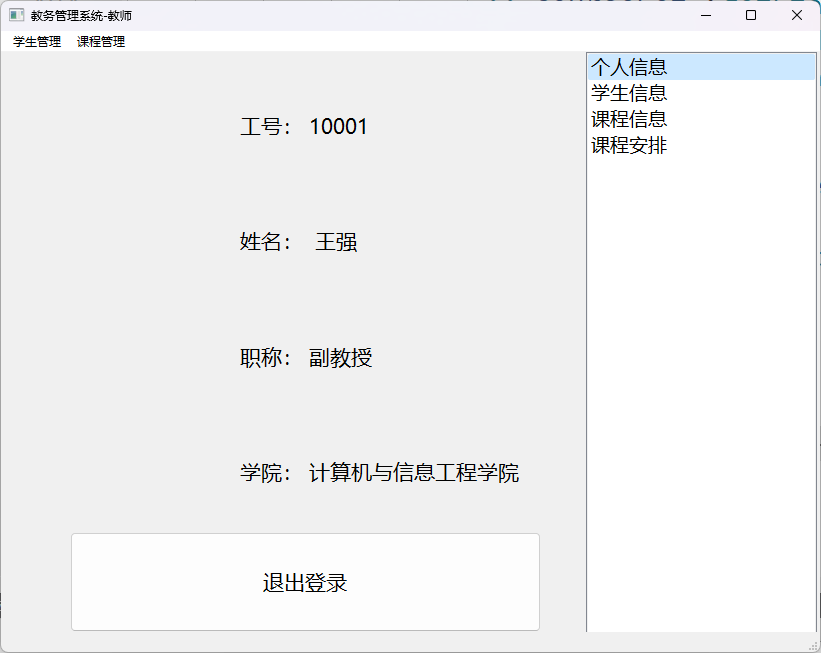 教务管理系统-教师
学生管理 课程管理
工号： 10001
姓名： 王强
职称： 副教授
学院： 计算机与信息工程学院
退出登录
个人信息
学生信息
课程信息
课程安排